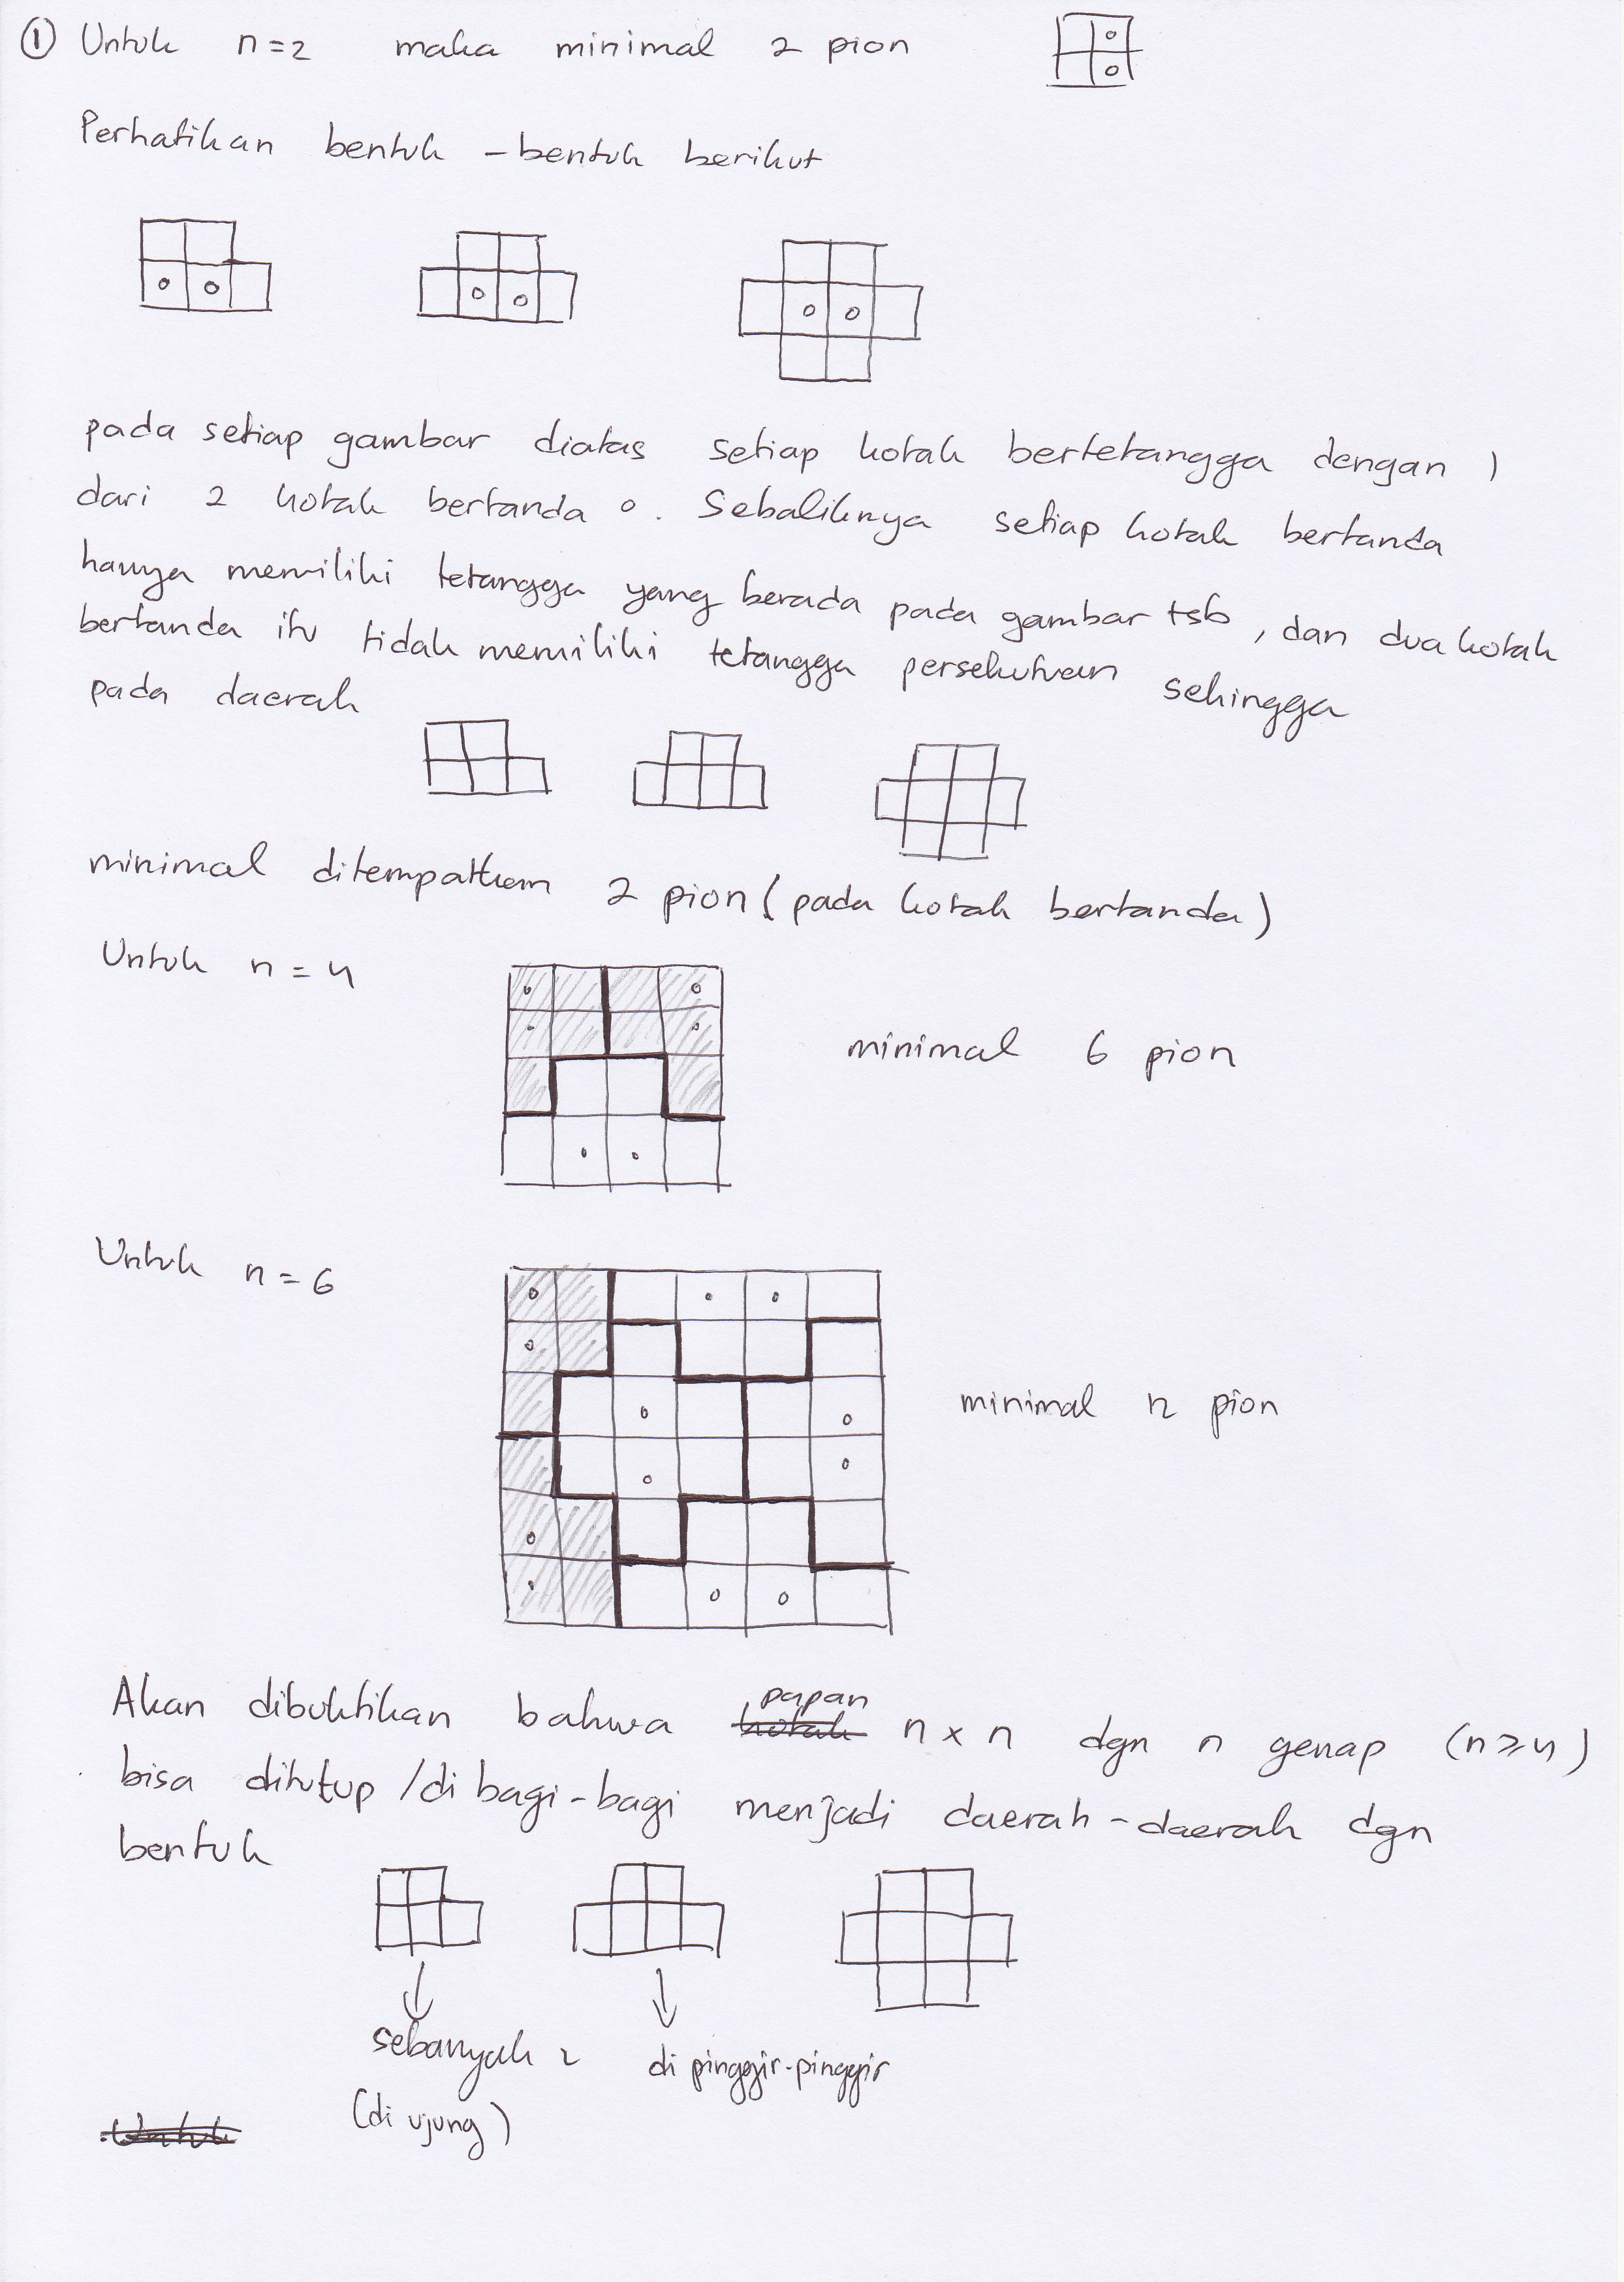 ① Untuk n=2 maka minimal 2 pion
Perhatikan bentuk-bentuk berikut
pada setiap gambar diatas setiap kotak bertetangga dengan 1
dari 2 kotak bertanda o. Sebaliknya setiap kotak bertanda
hanya memiliki tetangga yang berada pada gambar tsb, dan dua kotak
bertanda itu tidak memiliki tetangga persekutuan sehingga
pada daerah
minimal ditempatkan 2 pion (pada kotak bertanda)
Untuk n = 4
minimal 6 pion
Untuk n = 6
minimal 12 pion
Akan dibuktikan bahwa papan n x n dgn n genap (n≥4)
bisa ditutup/di bagi-bagi menjadi daerah-daerah dgn
bentuk
sebanyak 2 di pinggir-pinggir
(di ujung)